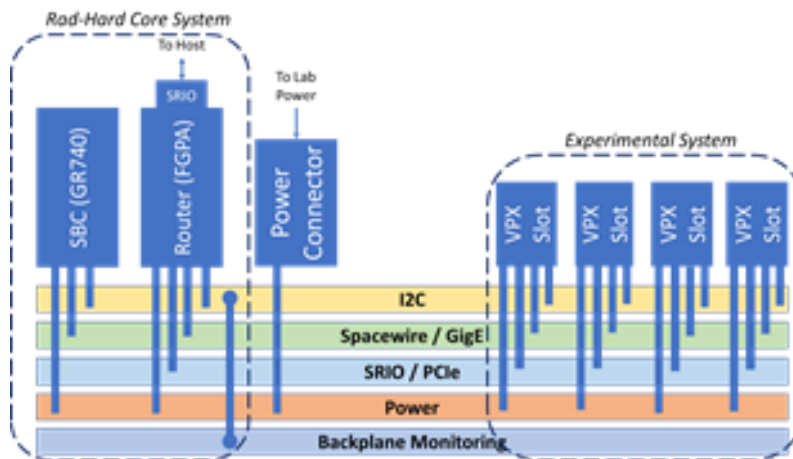 Rad-Hard Core System
To Host
SRIO
SBC (GR740)
Router (FGPA)
To Lab
Power
Power
Connector
Experimental System
VPX
Slot
VPX
Slot
VPX
Slot
VPX
Slot
I2C
Spacewire / GigE
SRIO / PCIe
Power
Backplane Monitoring